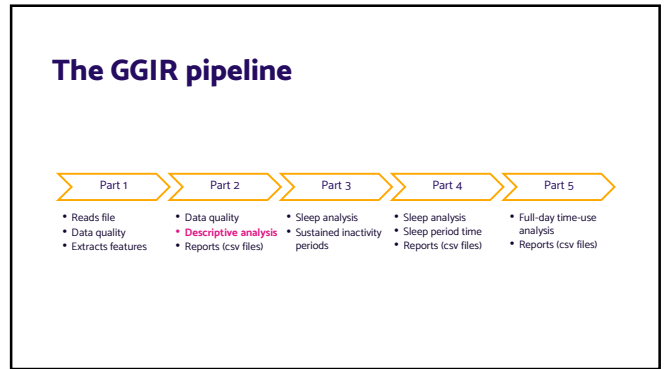 The GGIR pipeline
Part 1
Part 2
Part 3
Part 4
Part 5
• Reads file
• Data quality
• Extracts features
• Data quality
• Descriptive analysis
• Reports (csv files)
• Sleep analysis
• Sustained inactivity
periods
• Sleep analysis
• Sleep period time
• Reports (csv files)
• Full-day time-use
analysis
• Reports (csv files)